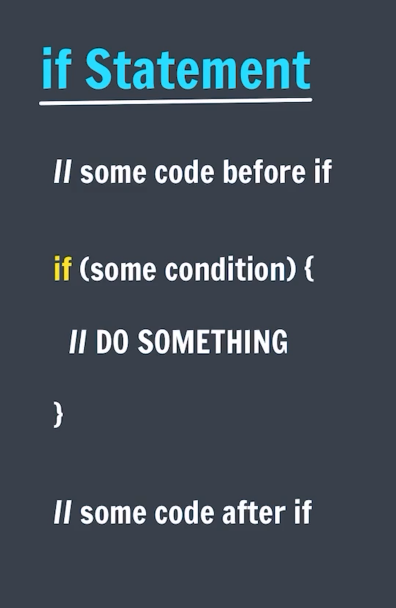 if Statement
// some code before if
if (some condition) {
// DO SOMETHING
}
// some code after if